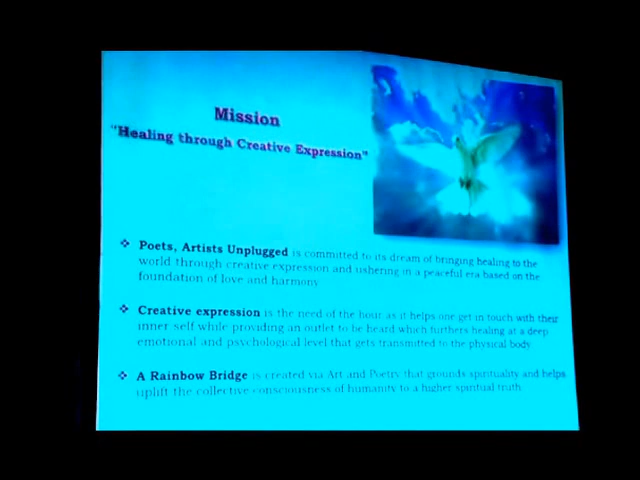 Mission
"Healing through Creative Expression"
❖ Poets, Artists Unplugged is committed to its dream of bringing healing to the
world through creative expression and ushering in a peaceful era based on the
foundation of love and harmony
❖ Creative expression is the need of the hour as it helps one get in touch with their
inner self while providing an outlet to be heard which furthers healing at a deep
emotional and psychological level that gets transmitted to the physical body
❖ A Rainbow Bridge is created via Art and Poetry that grounds spirituality and helps
uplift the collective consciousness of humanity to a higher spiritual truth.